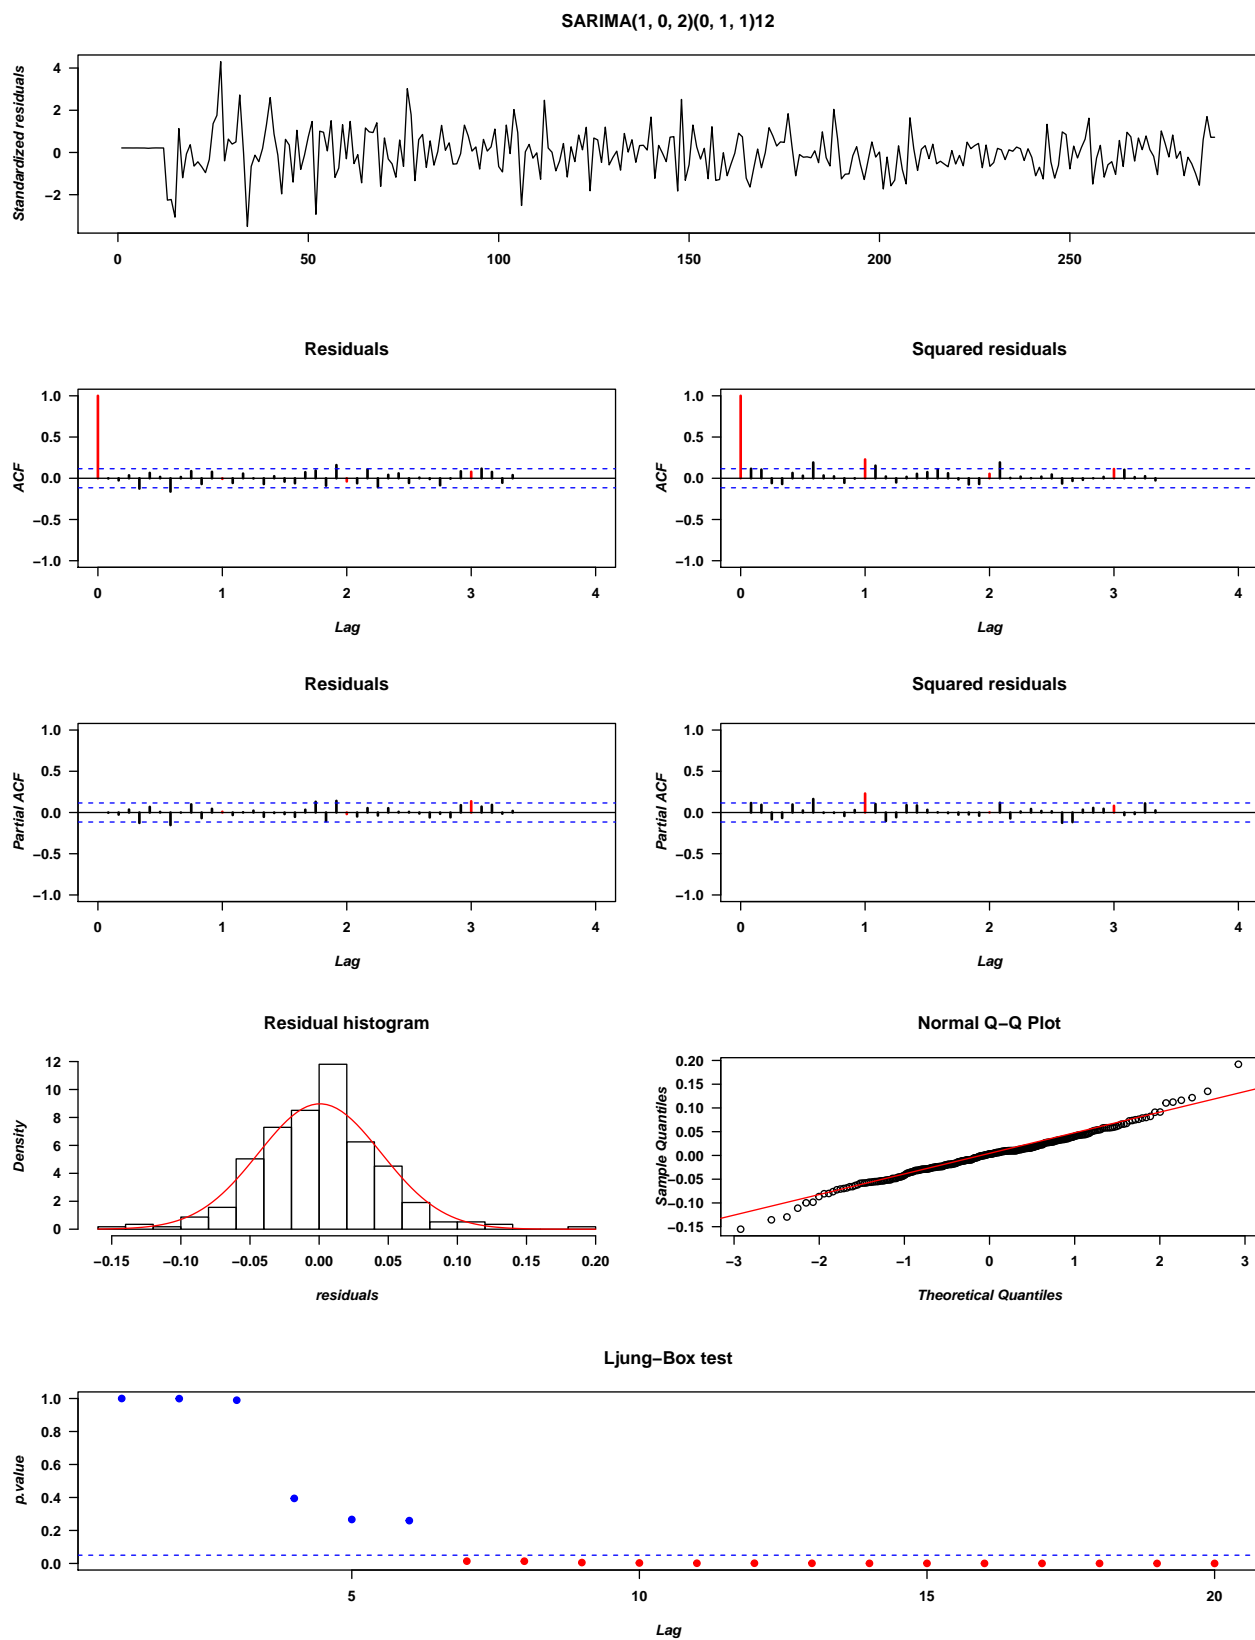 SARIMA(1, 0, 2)(0, 1, 1)12
Standardized residuals
4
2
0
−2
0 50 100 150 200 250
Residuals
ACF
1.0
0.5
0.0
−0.5
−1.0
0 1 2 3 4
Lag
Squared residuals
ACF
1.0
0.5
0.0
−0.5
−1.0
0 1 2 3 4
Lag
Residuals
Partial ACF
1.0
0.5
0.0
−0.5
−1.0
0 1 2 3 4
Lag
Squared residuals
Partial ACF
1.0
0.5
0.0
−0.5
−1.0
0 1 2 3 4
Lag
Residual histogram
Density
12
10
8
6
4
2
0
−0.15 −0.10 −0.05 0.00 0.05 0.10 0.15 0.20
residuals
Normal Q−Q Plot
Sample Quantiles
0.20
0.15
0.10
0.05
0.00
−0.05
−0.10
−0.15
−3 −2 −1 0 1 2 3
Theoretical Quantiles
Ljung−Box test
p.value
1.0
0.8
0.6
0.4
0.2
0.0
5 10 15 20
Lag